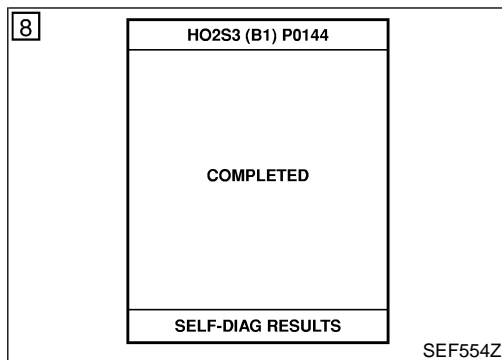 8
HO2S3 (B1) P0144
COMPLETED
SELF-DIAG RESULTS
SEF554Z